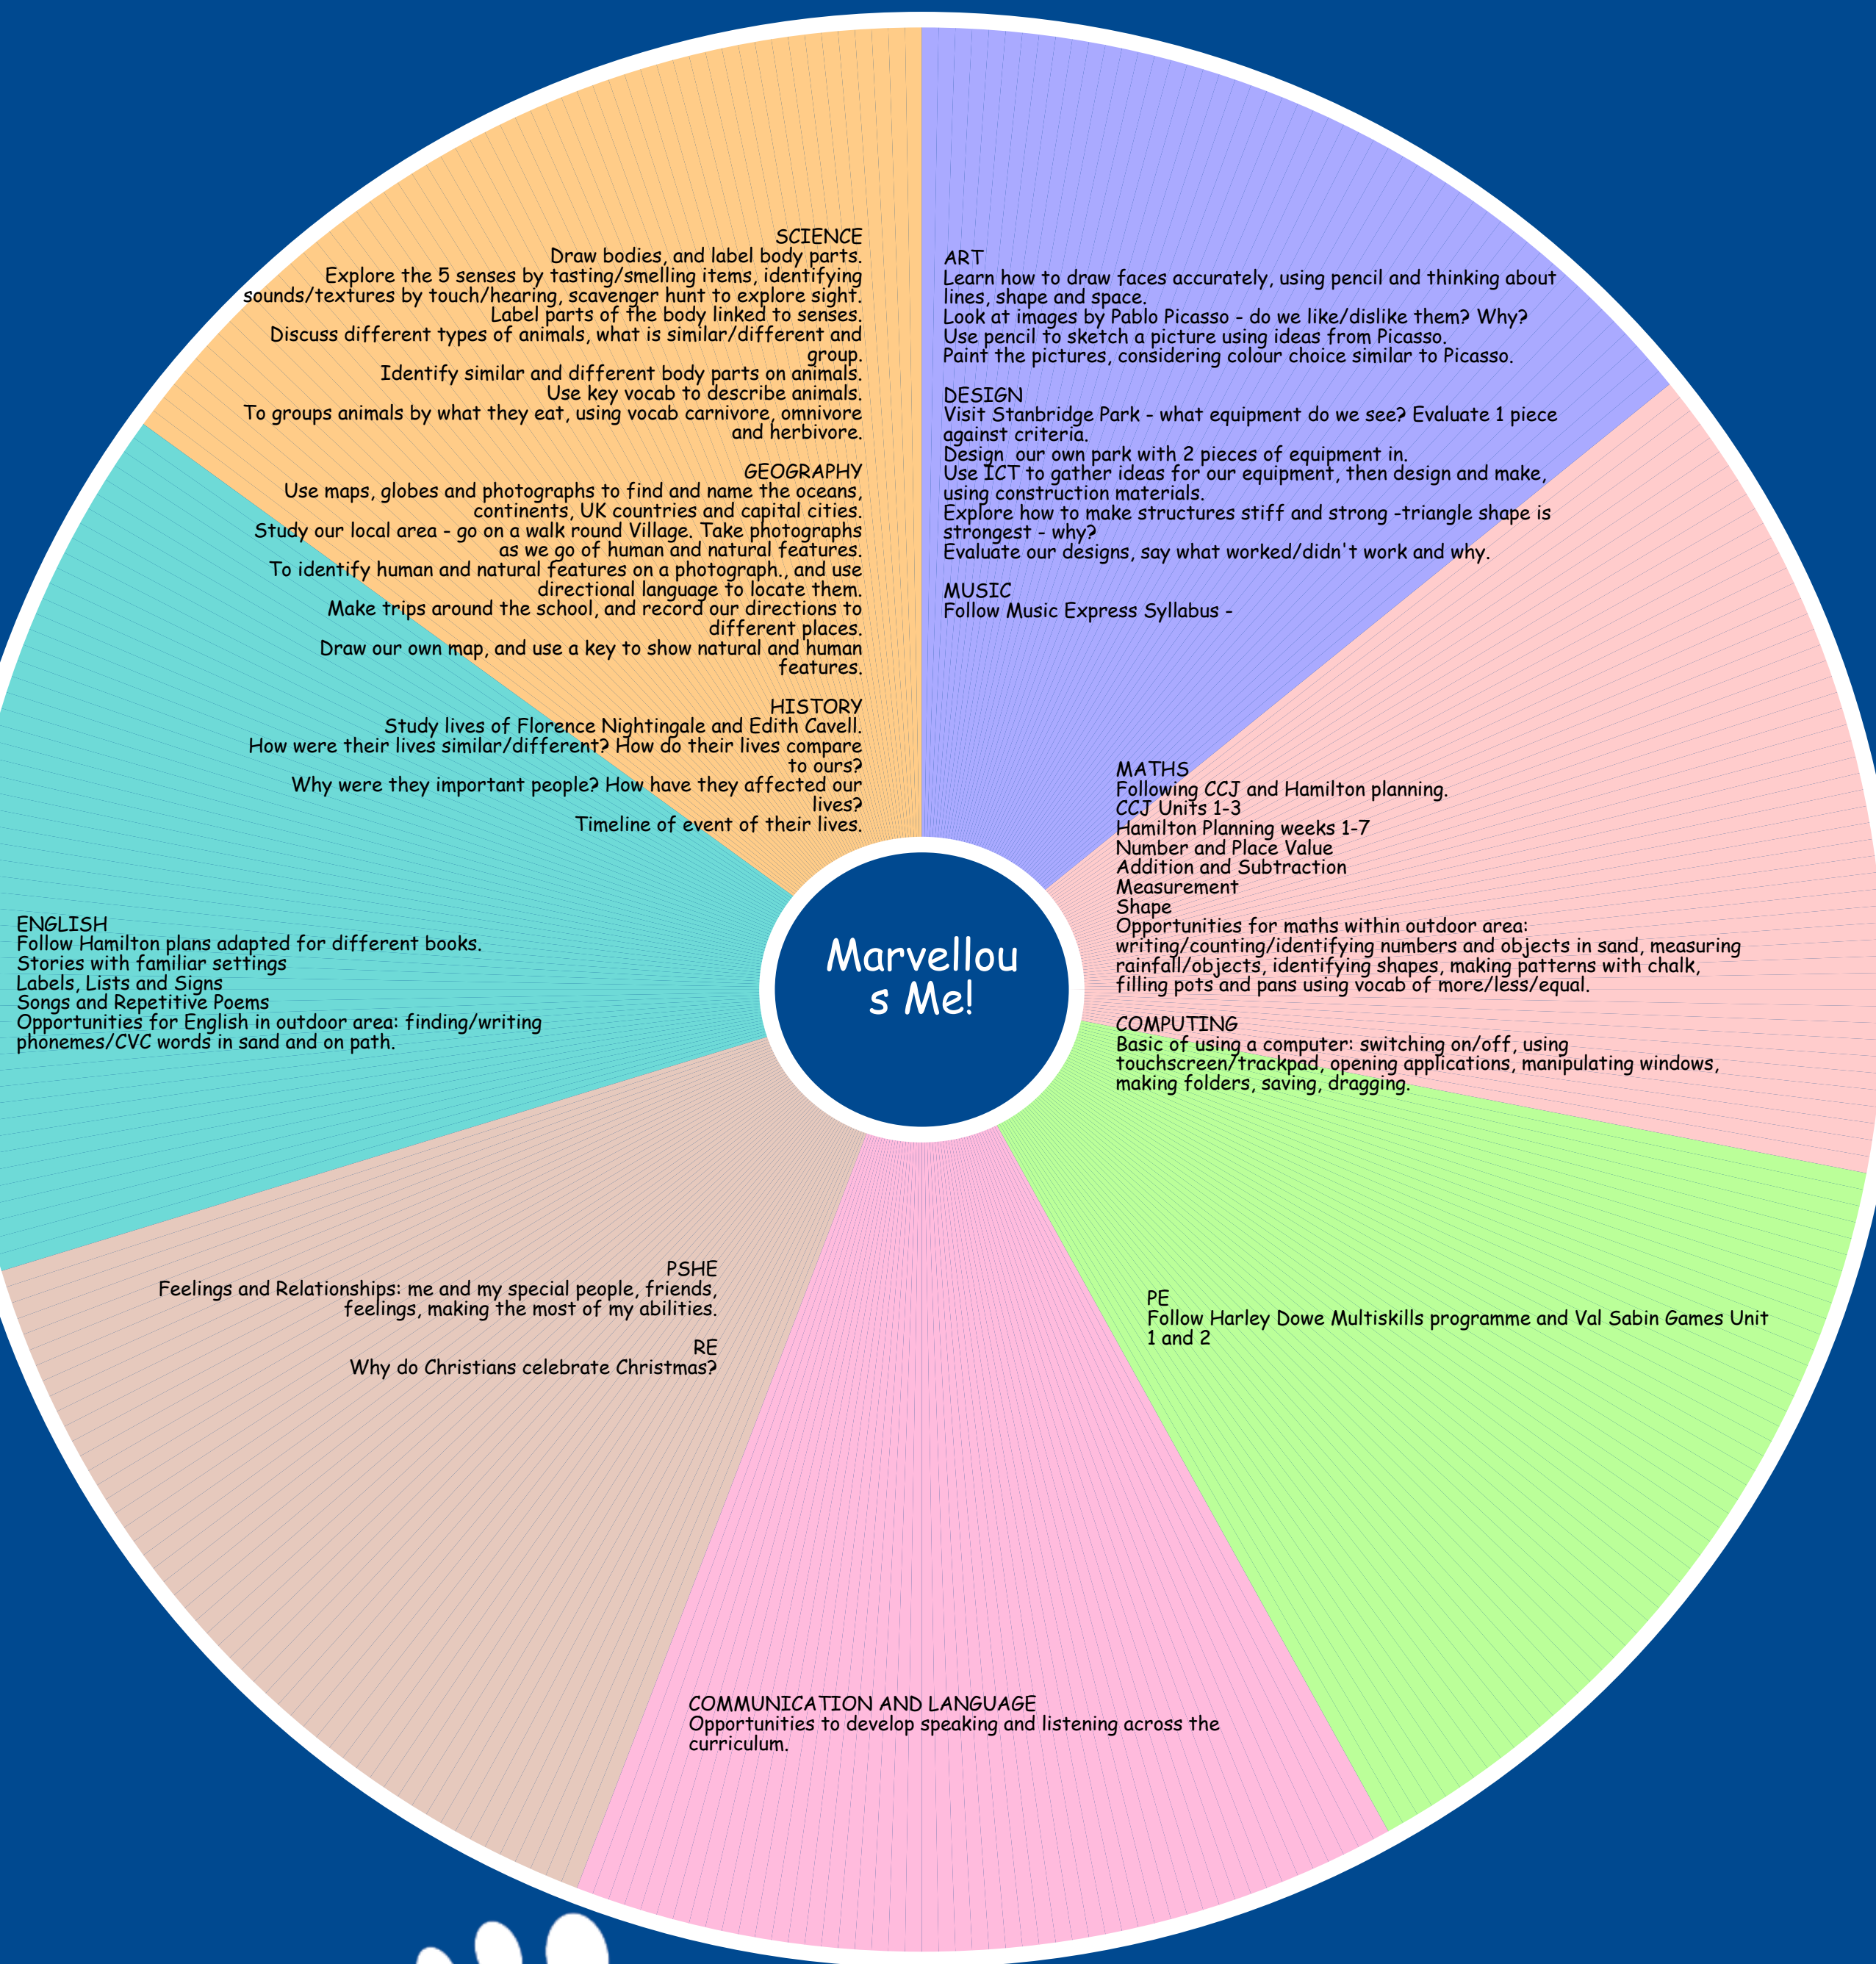 SCIENCE
Draw bodies, and label body parts.
Explore the 5 senses by tasting/smelling items, identifying
sounds/textures by touch/hearing, scavenger hunt to explore sight.
Label parts of the body linked to senses.
Discuss different types of animals, what is similar/different and
group.
Identify similar and different body parts on animals.
Use key vocab to describe animals.
To groups animals by what they eat, using vocab carnivore, omnivore
and herbivore.
GEOGRAPHY
Use maps, globes and photographs to find and name the oceans,
continents, UK countries and capital cities.
Study our local area - go on a walk round Village. Take photographs
as we go of human and natural features.
To identify human and natural features on a photograph., and use
directional language to locate them.
Make trips around the school, and record our directions to
different places.
Draw our own map, and use a key to show natural and human
features.
HISTORY
Study lives of Florence Nightingale and Edith Cavell.
How were their lives similar/different? How do their lives compare
to ours?
Why were they important people? How have they affected our
lives?
Timeline of event of their lives.
ART
Learn how to draw faces accurately, using pencil and thinking about
lines, shape and space.
Look at images by Pablo Picasso - do we like/dislike them? Why?
Use pencil to sketch a picture using ideas from Picasso.
Paint the pictures, considering colour choice similar to Picasso.
DESIGN
Visit Stanbridge Park - what equipment do we see? Evaluate 1 piece
against criteria.
Design  our own park with 2 pieces of equipment in.
Use ICT to gather ideas for our equipment, then design and make,
using construction materials.
Explore how to make structures stiff and strong -triangle shape is
strongest - why?
Evaluate our designs, say what worked/didn't work and why.
MUSIC
Follow Music Express Syllabus -
MATHS
Following CCJ and Hamilton planning.
CCJ Units 1-3
Hamilton Planning weeks 1-7
Number and Place Value
Addition and Subtraction
Measurement
Shape
Opportunities for maths within outdoor area:
writing/counting/identifying numbers and objects in sand, measuring
rainfall/objects, identifying shapes, making patterns with chalk,
filling pots and pans using vocab of more/less/equal.
COMPUTING
Basic of using a computer: switching on/off, using
touchscreen/trackpad, opening applications, manipulating windows,
making folders, saving, dragging.
Marvellou
s Me!
ENGLISH
Follow Hamilton plans adapted for different books.
Stories with familiar settings
Labels, Lists and Signs
Songs and Repetitive Poems
Opportunities for English in outdoor area: finding/writing
phonemes/CVC words in sand and on path.
PSHE
Feelings and Relationships: me and my special people, friends,
feelings, making the most of my abilities.
RE
Why do Christians celebrate Christmas?
PE
Follow Harley Dowe Multiskills programme and Val Sabin Games Unit
1 and 2
COMMUNICATION AND LANGUAGE
Opportunities to develop speaking and listening across the
curriculum.